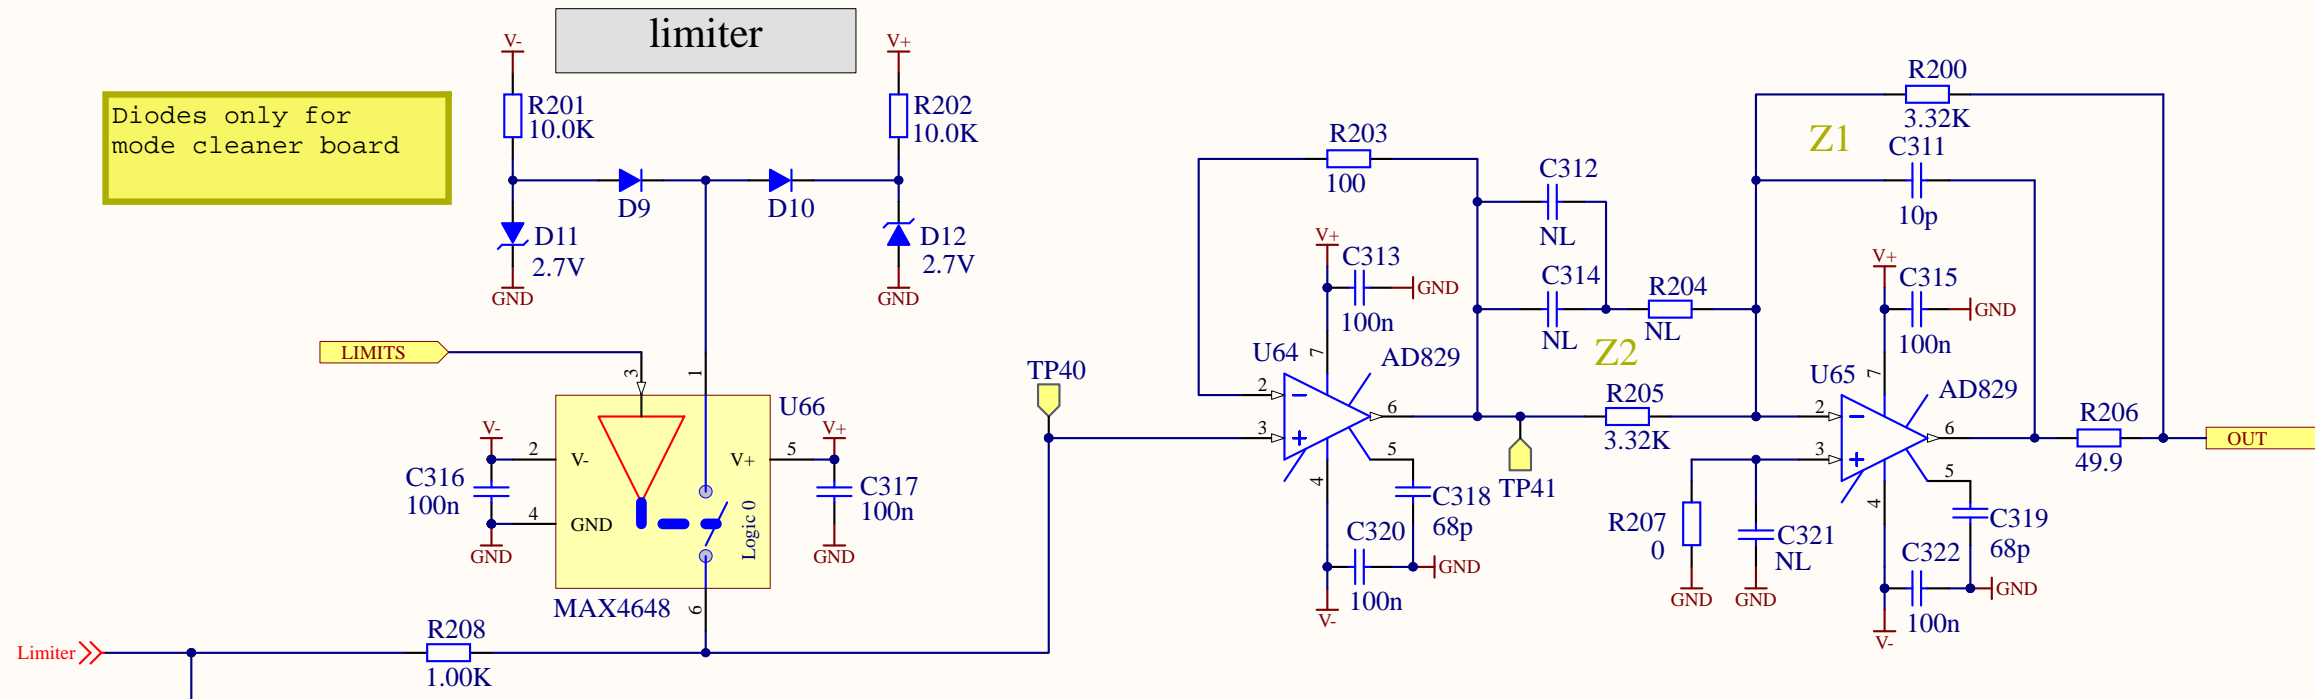 limiter
Diodes only for
mode cleaner board
V-
R201
10.0K
V+
R202
10.0K
D9
D10
D11
2.7V
GND
D12
2.7V
GND
LIMITS
3
1
U66
V-
2
V-
V+
5
V+
C316
100n
4
GND
GND
Logic 0
C317
100n
GND
MAX4648
6
Limiter
R208
1.00K
TP40
R203
100
V+
C313
GND
100n
U64
7
AD829
2
3
6
5
4
C318
68p
C320
GND
100n
V-
C312
NL
C314
NL
R204
NL
Z2
R205
3.32K
TP41
R200
3.32K
Z1
C311
10p
V+
C315
GND
100n
U65
7
AD829
2
3
6
5
4
R206
49.9
OUT
R207
0
GND
C321
NL
GND
C319
68p
C322
GND
100n
V-